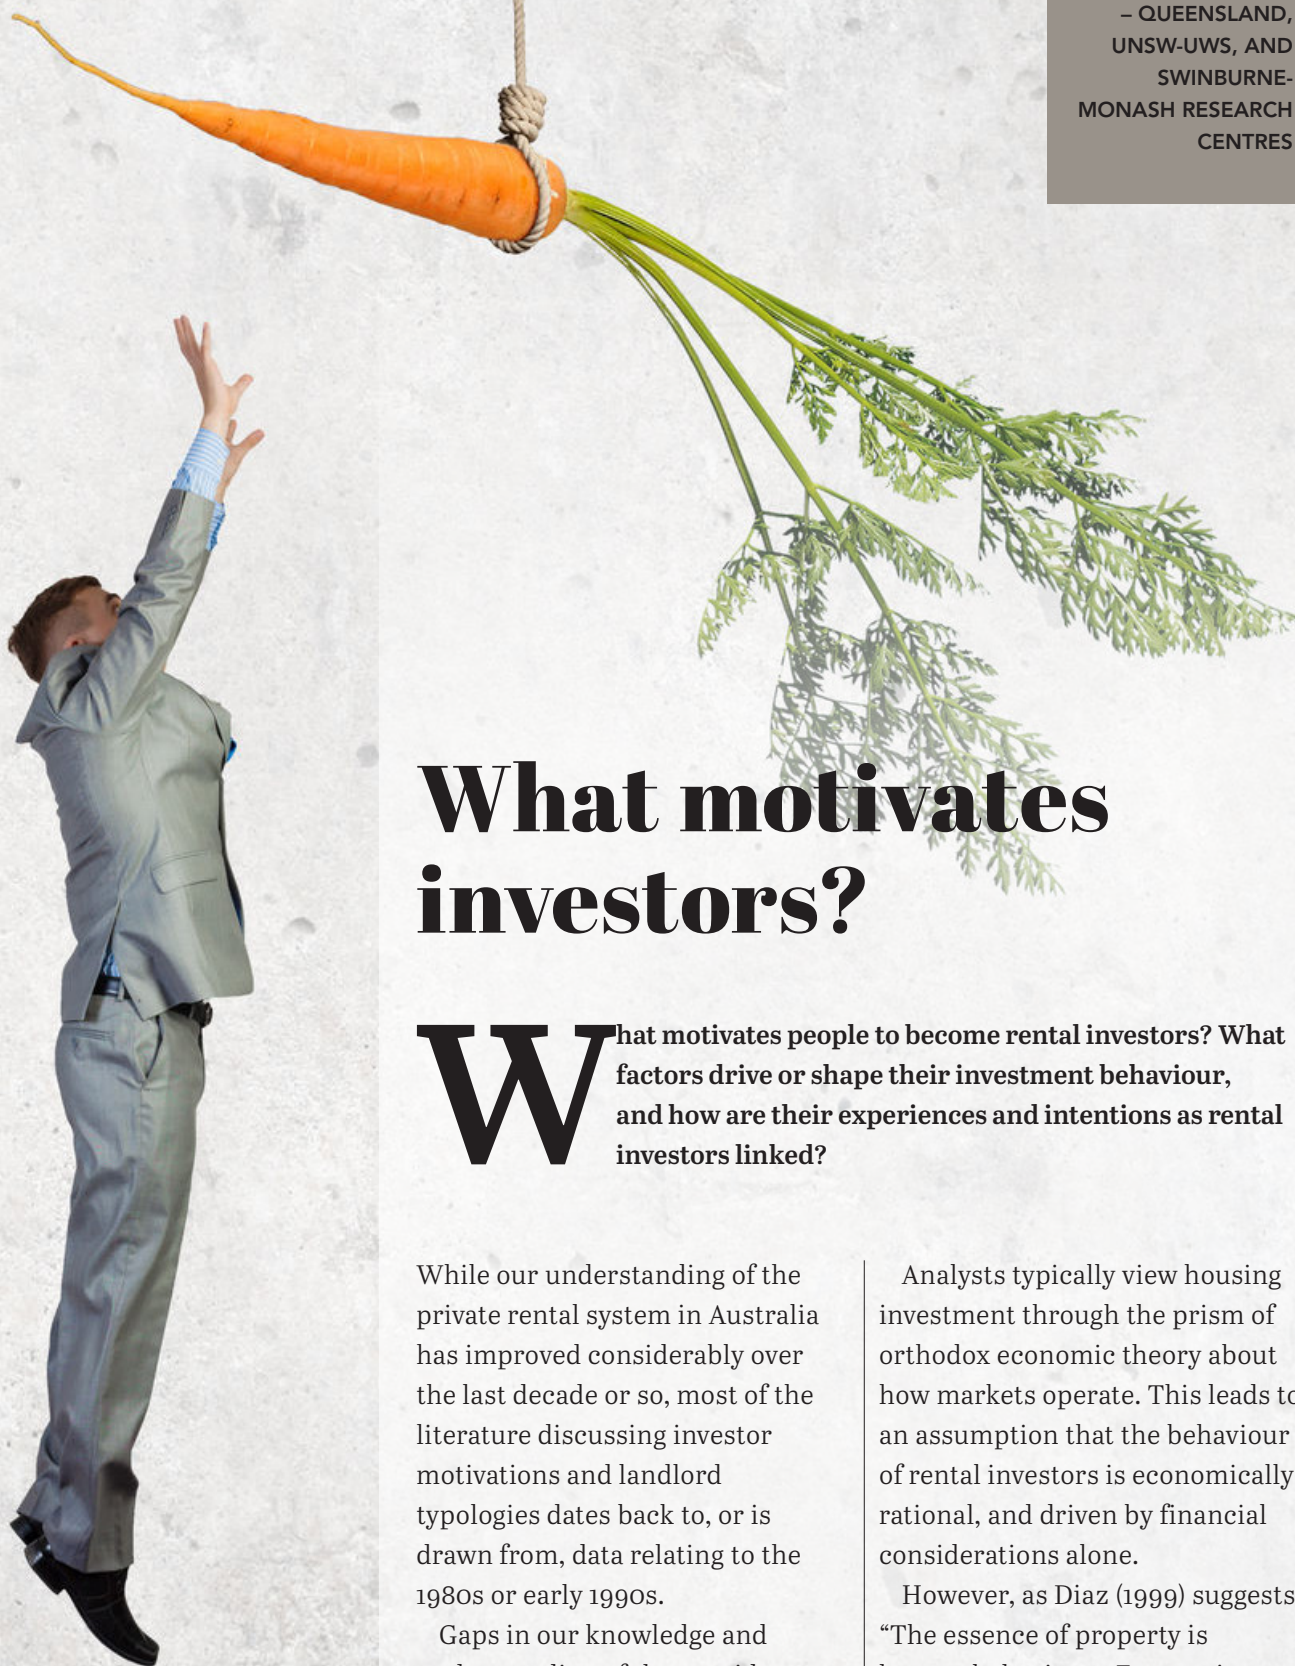 – QUEENSLAND,
UNSW-UWS, AND
SWINBURNE-
MONASH RESEARCH
CENTRES
What motivates
investors?
What motivates people to become rental investors? What
factors drive or shape their investment behaviour,
and how are their experiences and intentions as rental
investors linked?
While our understanding of the
private rental system in Australia
has improved considerably over
the last decade or so, most of the
literature discussing investor
motivations and landlord
typologies dates back to, or is
drawn from, data relating to the
1980s or early 1990s.
Gaps in our knowledge and
Analysts typically view housing
investment through the prism of
orthodox economic theory about
how markets operate. This leads to
an assumption that the behaviour
of rental investors is economically
rational, and driven by financial
considerations alone.
However, as Diaz (1999) suggests
“The essence of property is